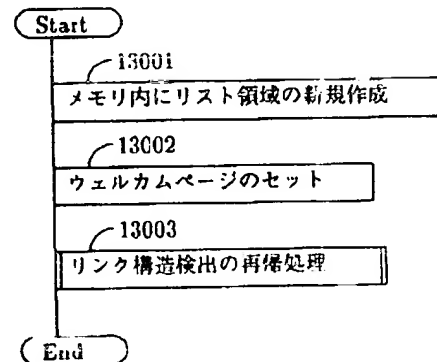 Start
13001
メモリ内にリスト領域の新規作成
13002
ウェルカムページのセット
13003
リンク構造検出の再帰処理
End